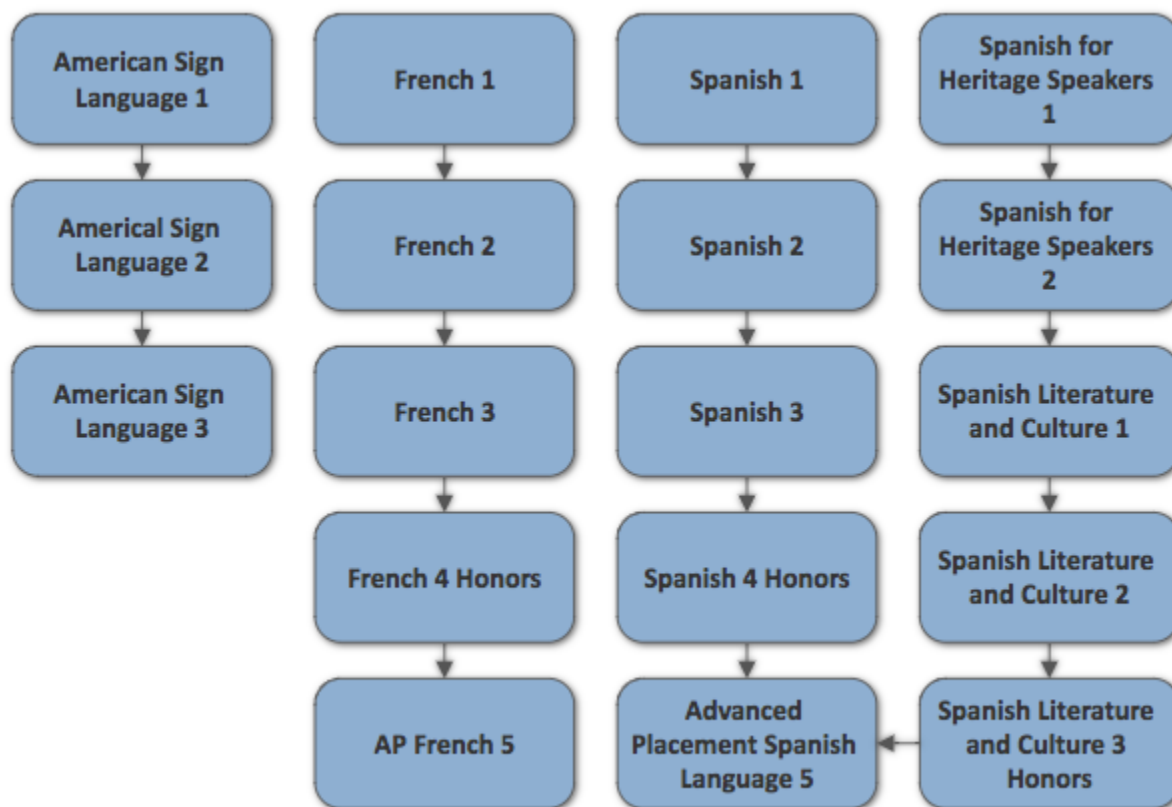 American Sign
Language 1
French 1
Spanish 1
Spanish for
Heritage Speakers
1
Americal Sign
Language 2
French 2
Spanish 2
Spanish for
Heritage Speakers
2
American Sign
Language 3
French 3
Spanish 3
Spanish Literature
and Culture 1
French 4 Honors
Spanish 4 Honors
Spanish Literature
and Culture 2
AP French 5
Advanced
Placement Spanish
Language 5
Spanish Literature
and Culture 3
Honors